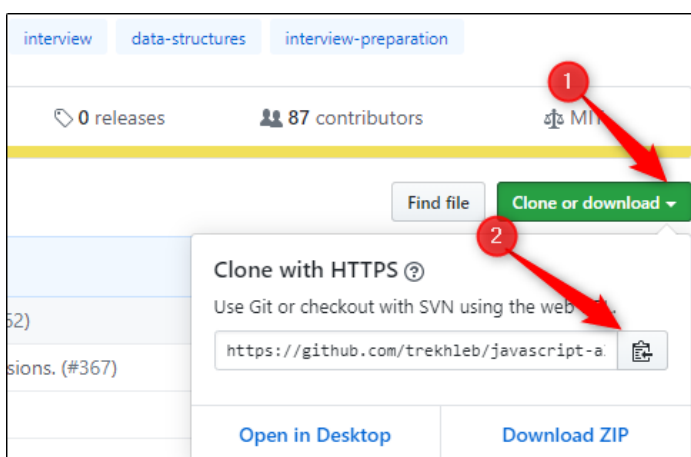 interview data-structures interview-preparation
1
0 releases 87 contributors MIT
Find file Clone or download
2
Clone with HTTPS
Use Git or checkout with SVN using the web
62)
https://github.com/trekhleb/javascript-a
sions. (#367)
Open in Desktop Download ZIP